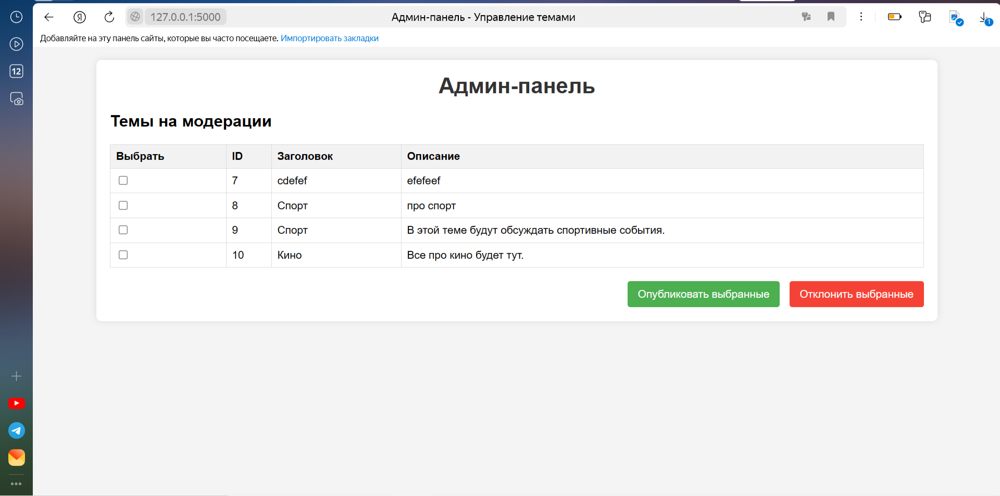 Я
127.0.0.1:5000
Админ-панель - Управление темами
1
Добавляйте на эту панель сайты, которые вы часто посещаете. Импортировать закладки
12
Админ-панель
Темы на модерации
Выбрать ID Заголовок Описание
7 cdefef efefeef
8 Спорт про спорт
9 Спорт В этой теме будут обсуждать спортивные события.
10 Кино Все про кино будет тут.
Опубликовать выбранные Отклонить выбранные